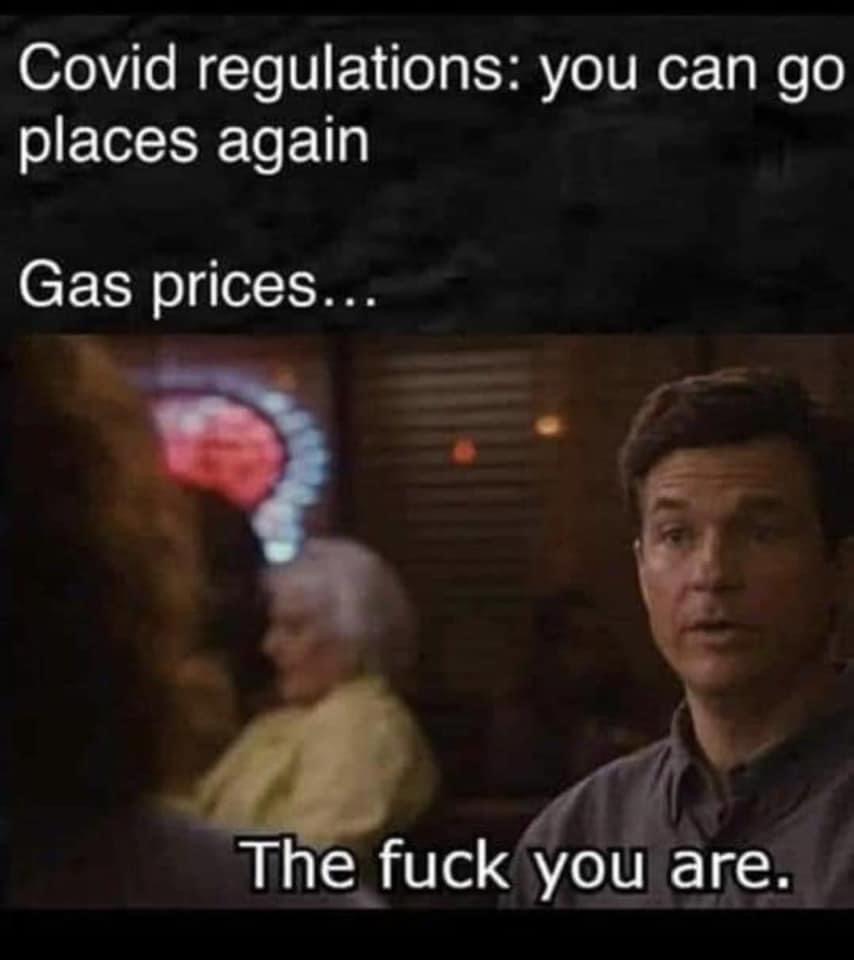 Covid regulations: you can go
places again
Gas prices...
The fuck you are.